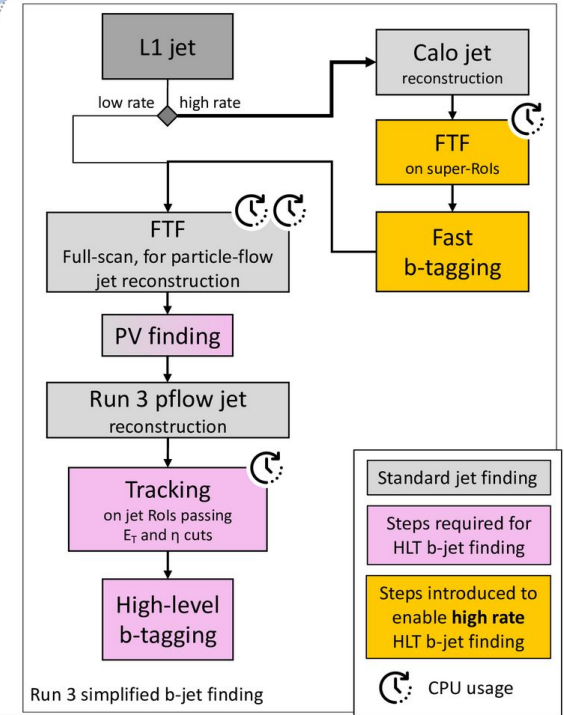 L1 jet
low rate
high rate
Calo jet
reconstruction
FTF
on super-RoIs
Fast
b-tagging
FTF
Full-scan, for particle-flow
jet reconstruction
PV finding
Run 3 pflow jet
reconstruction
Tracking
on jet RoIs passing
ET and η cuts
High-level
b-tagging
Run 3 simplified b-jet finding
Standard jet finding
Steps required for
HLT b-jet finding
Steps introduced to
enable high rate
HLT b-jet finding
CPU usage